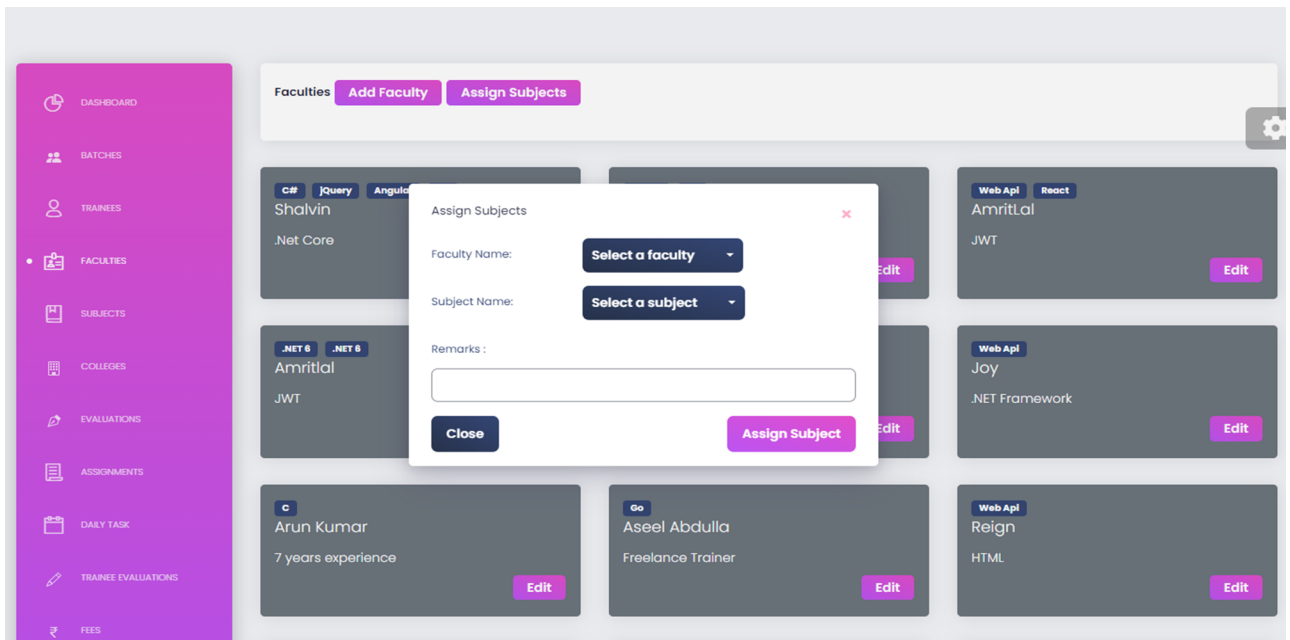 DASHBOARD
BATCHES
TRAINEES
FACULTIES
SUBJECTS
COLLEGES
EVALUATIONS
ASSIGNMENTS
DAILY TASK
TRAINEE EVALUATIONS
FEES
Faculties Add Faculty Assign Subjects
C# jQuery
Shalvin
.Net Core
Web Api React
AmritLal
JWT
Edit
Assign Subjects
Faculty Name: Select a faculty
Subject Name: Select a subject
Remarks :
Close Assign Subject
.NET 6 .NET 6
Amritlal
JWT
Edit
Web Api
Joy
.NET Framework
Edit
C
Arun Kumar
7 years experience
Edit
Go
Aseel Abdulla
Freelance Trainer
Edit
Web Api
Reign
HTML
Edit